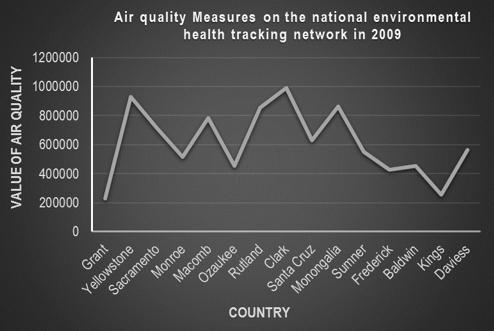 Air quality Measures on the national environmental
health tracking network in 2009
VALUE OF AIR QUALITY
1200000
1000000
800000
600000
400000
200000
0
Grant
Yellowstone
Sacramento
Monroe
Macomb
Ozaukee
Rutland
Clark
Santa Cruz
Monongalia
Sumner
Frederick
Baldwin
Kings
Daviess
COUNTRY